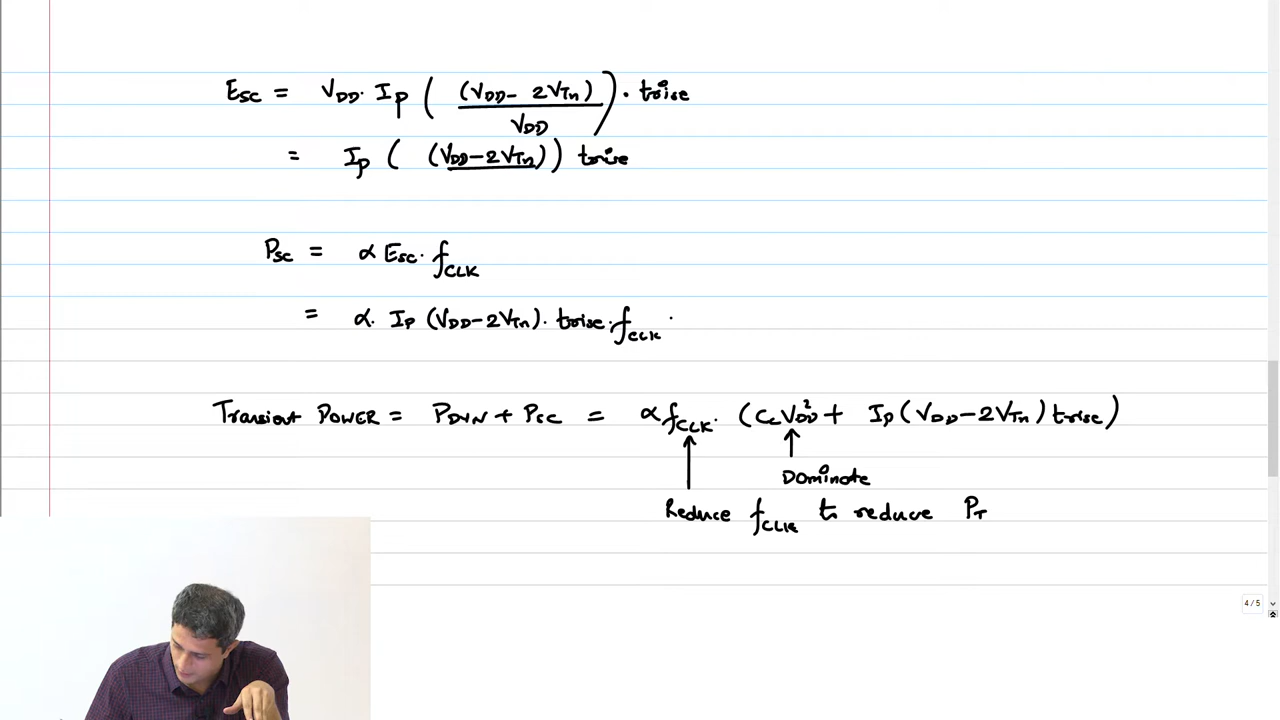 Esc = VDD. Ip ( (VDD - 2VTn) / VDD ) . trise
= Ip ( (VDD-2VTn) ) trise
Psc = α Esc. fCLK
= α. Ip (VDD-2VTn). trise. fCLK .
Transient POWER = PDYN + PSC = α fCLK. (CL VDD² + Ip (VDD-2VTn) trise)
Dominate
Reduce fCLK to reduce PT
4 / 5